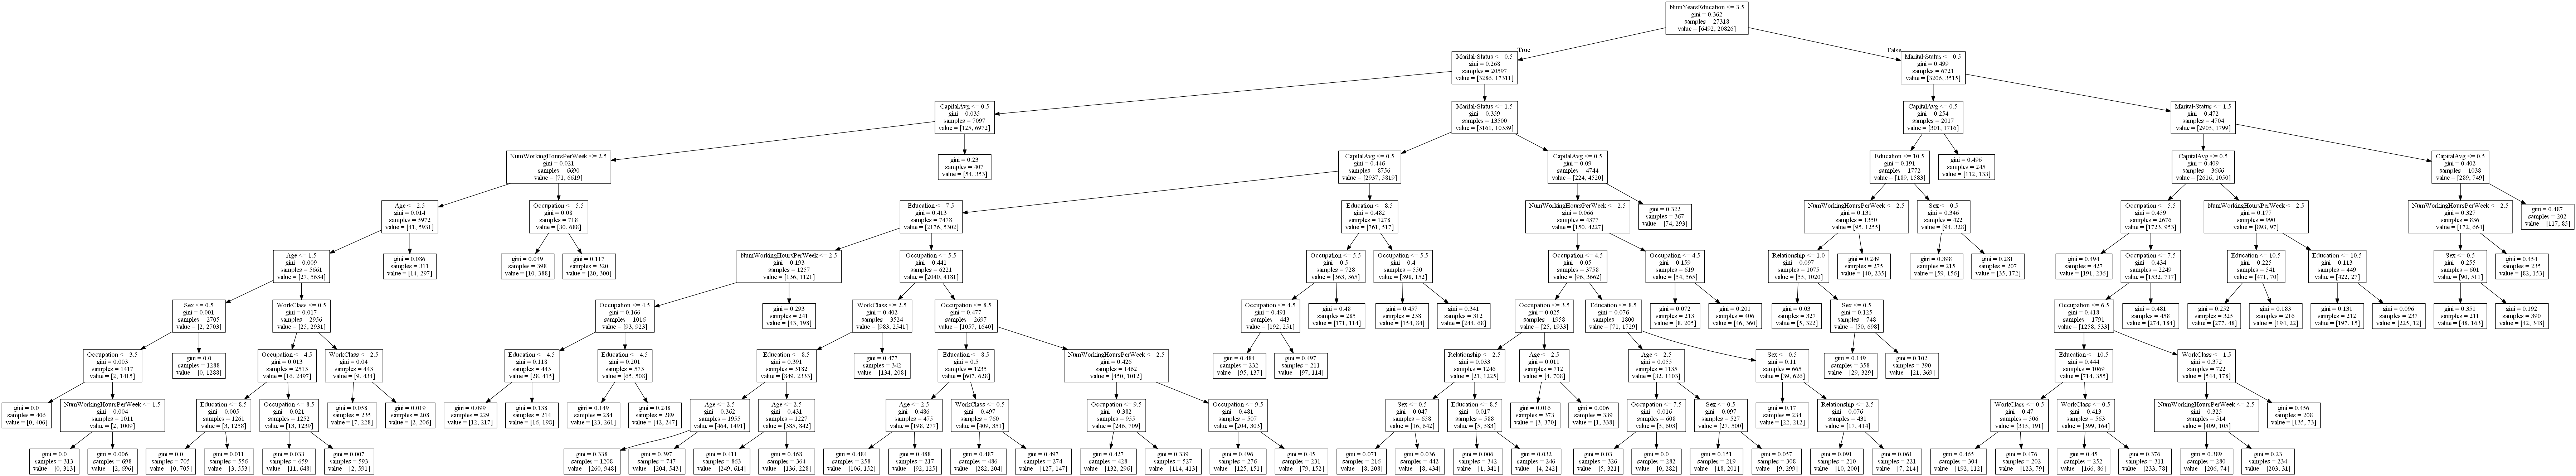 NumYearsEducation <= 3.5
gini = 0.362
samples = 27318
value = [6492, 20826]
True
False
Marital-Status <= 0.5
gini = 0.268
samples = 20597
value = [3286, 17311]
Marital-Status <= 0.5
gini = 0.499
samples = 6721
value = [3206, 3515]
CapitalAvg <= 0.5
gini = 0.035
samples = 7097
value = [125, 6972]
Marital-Status <= 1.5
gini = 0.359
samples = 13500
value = [3161, 10339]
CapitalAvg <= 0.5
gini = 0.254
samples = 2017
value = [301, 1716]
Marital-Status <= 1.5
gini = 0.472
samples = 4704
value = [2905, 1799]
NumWorkingHoursPerWeek <= 2.5
gini = 0.021
samples = 6690
value = [71, 6619]
gini = 0.23
samples = 407
value = [54, 353]
CapitalAvg <= 0.5
gini = 0.446
samples = 8756
value = [2937, 5819]
CapitalAvg <= 0.5
gini = 0.09
samples = 4744
value = [224, 4520]
Education <= 10.5
gini = 0.191
samples = 1772
value = [189, 1583]
gini = 0.496
samples = 245
value = [112, 133]
CapitalAvg <= 0.5
gini = 0.409
samples = 3666
value = [2616, 1050]
CapitalAvg <= 0.5
gini = 0.402
samples = 1038
value = [289, 749]
Age <= 2.5
gini = 0.014
samples = 5972
value = [41, 5931]
Occupation <= 5.5
gini = 0.08
samples = 718
value = [30, 688]
Education <= 7.5
gini = 0.413
samples = 7478
value = [2176, 5302]
Education <= 8.5
gini = 0.482
samples = 1278
value = [761, 517]
NumWorkingHoursPerWeek <= 2.5
gini = 0.066
samples = 4377
value = [150, 4227]
gini = 0.322
samples = 367
value = [74, 293]
NumWorkingHoursPerWeek <= 2.5
gini = 0.131
samples = 1350
value = [95, 1255]
Sex <= 0.5
gini = 0.346
samples = 422
value = [94, 328]
Occupation <= 5.5
gini = 0.459
samples = 2676
value = [1723, 953]
NumWorkingHoursPerWeek <= 2.5
gini = 0.177
samples = 990
value = [893, 97]
NumWorkingHoursPerWeek <= 2.5
gini = 0.327
samples = 836
value = [172, 664]
gini = 0.487
samples = 202
value = [117, 85]
Age <= 1.5
gini = 0.009
samples = 5661
value = [27, 5634]
gini = 0.086
samples = 311
value = [14, 297]
gini = 0.049
samples = 398
value = [10, 388]
gini = 0.117
samples = 320
value = [20, 300]
NumWorkingHoursPerWeek <= 2.5
gini = 0.193
samples = 1257
value = [136, 1121]
Occupation <= 5.5
gini = 0.441
samples = 6221
value = [2040, 4181]
Occupation <= 5.5
gini = 0.5
samples = 728
value = [363, 365]
Occupation <= 5.5
gini = 0.4
samples = 550
value = [398, 152]
Occupation <= 4.5
gini = 0.05
samples = 3758
value = [96, 3662]
Occupation <= 4.5
gini = 0.159
samples = 619
value = [54, 565]
Relationship <= 1.0
gini = 0.097
samples = 1075
value = [55, 1020]
gini = 0.249
samples = 275
value = [40, 235]
gini = 0.398
samples = 215
value = [59, 156]
gini = 0.281
samples = 207
value = [35, 172]
gini = 0.494
samples = 427
value = [191, 236]
Occupation <= 7.5
gini = 0.434
samples = 2249
value = [1532, 717]
Education <= 10.5
gini = 0.225
samples = 541
value = [471, 70]
Education <= 10.5
gini = 0.113
samples = 449
value = [422, 27]
Sex <= 0.5
gini = 0.255
samples = 601
value = [90, 511]
gini = 0.454
samples = 235
value = [82, 153]
Sex <= 0.5
gini = 0.001
samples = 2705
value = [2, 2703]
WorkClass <= 0.5
gini = 0.017
samples = 2956
value = [25, 2931]
Occupation <= 4.5
gini = 0.166
samples = 1016
value = [93, 923]
gini = 0.293
samples = 241
value = [43, 198]
WorkClass <= 2.5
gini = 0.402
samples = 3524
value = [983, 2541]
Occupation <= 8.5
gini = 0.477
samples = 2697
value = [1057, 1640]
Occupation <= 4.5
gini = 0.491
samples = 443
value = [192, 251]
gini = 0.48
samples = 285
value = [171, 114]
gini = 0.457
samples = 238
value = [154, 84]
gini = 0.341
samples = 312
value = [244, 68]
Occupation <= 3.5
gini = 0.025
samples = 1958
value = [25, 1933]
Education <= 8.5
gini = 0.076
samples = 1800
value = [71, 1729]
gini = 0.072
samples = 213
value = [8, 205]
gini = 0.201
samples = 406
value = [46, 360]
gini = 0.03
samples = 327
value = [5, 322]
Sex <= 0.5
gini = 0.125
samples = 748
value = [50, 698]
Occupation <= 6.5
gini = 0.418
samples = 1791
value = [1258, 533]
gini = 0.481
samples = 458
value = [274, 184]
gini = 0.252
samples = 325
value = [277, 48]
gini = 0.183
samples = 216
value = [194, 22]
gini = 0.131
samples = 212
value = [197, 15]
gini = 0.096
samples = 237
value = [225, 12]
gini = 0.351
samples = 211
value = [48, 163]
gini = 0.192
samples = 390
value = [42, 348]
Occupation <= 3.5
gini = 0.003
samples = 1417
value = [2, 1415]
gini = 0.0
samples = 1288
value = [0, 1288]
Occupation <= 4.5
gini = 0.013
samples = 2513
value = [16, 2497]
WorkClass <= 2.5
gini = 0.04
samples = 443
value = [9, 434]
Education <= 4.5
gini = 0.118
samples = 443
value = [28, 415]
Education <= 4.5
gini = 0.201
samples = 573
value = [65, 508]
Education <= 8.5
gini = 0.391
samples = 3182
value = [849, 2333]
gini = 0.477
samples = 342
value = [134, 208]
Education <= 8.5
gini = 0.5
samples = 1235
value = [607, 628]
NumWorkingHoursPerWeek <= 2.5
gini = 0.426
samples = 1462
value = [450, 1012]
gini = 0.484
samples = 232
value = [95, 137]
gini = 0.497
samples = 211
value = [97, 114]
Relationship <= 2.5
gini = 0.033
samples = 1246
value = [21, 1225]
Age <= 2.5
gini = 0.011
samples = 712
value = [4, 708]
Age <= 2.5
gini = 0.055
samples = 1135
value = [32, 1103]
Sex <= 0.5
gini = 0.11
samples = 665
value = [39, 626]
gini = 0.149
samples = 358
value = [29, 329]
gini = 0.102
samples = 390
value = [21, 369]
Education <= 10.5
gini = 0.444
samples = 1069
value = [714, 355]
WorkClass <= 1.5
gini = 0.372
samples = 722
value = [544, 178]
gini = 0.0
samples = 406
value = [0, 406]
NumWorkingHoursPerWeek <= 1.5
gini = 0.004
samples = 1011
value = [2, 1009]
Education <= 8.5
gini = 0.005
samples = 1261
value = [3, 1258]
Occupation <= 8.5
gini = 0.021
samples = 1252
value = [13, 1239]
gini = 0.058
samples = 235
value = [7, 228]
gini = 0.019
samples = 208
value = [2, 206]
gini = 0.099
samples = 229
value = [12, 217]
gini = 0.138
samples = 214
value = [16, 198]
gini = 0.149
samples = 284
value = [23, 261]
gini = 0.248
samples = 289
value = [42, 247]
Age <= 2.5
gini = 0.362
samples = 1955
value = [464, 1491]
Age <= 2.5
gini = 0.431
samples = 1227
value = [385, 842]
Age <= 2.5
gini = 0.486
samples = 475
value = [198, 277]
WorkClass <= 0.5
gini = 0.497
samples = 760
value = [409, 351]
Occupation <= 9.5
gini = 0.382
samples = 955
value = [246, 709]
Occupation <= 9.5
gini = 0.481
samples = 507
value = [204, 303]
Sex <= 0.5
gini = 0.047
samples = 658
value = [16, 642]
Education <= 8.5
gini = 0.017
samples = 588
value = [5, 583]
gini = 0.016
samples = 373
value = [3, 370]
gini = 0.006
samples = 339
value = [1, 338]
Occupation <= 7.5
gini = 0.016
samples = 608
value = [5, 603]
Sex <= 0.5
gini = 0.097
samples = 527
value = [27, 500]
gini = 0.17
samples = 234
value = [22, 212]
Relationship <= 2.5
gini = 0.076
samples = 431
value = [17, 414]
WorkClass <= 0.5
gini = 0.47
samples = 506
value = [315, 191]
WorkClass <= 0.5
gini = 0.413
samples = 563
value = [399, 164]
NumWorkingHoursPerWeek <= 2.5
gini = 0.325
samples = 514
value = [409, 105]
gini = 0.456
samples = 208
value = [135, 73]
gini = 0.0
samples = 313
value = [0, 313]
gini = 0.006
samples = 698
value = [2, 696]
gini = 0.0
samples = 705
value = [0, 705]
gini = 0.011
samples = 556
value = [3, 553]
gini = 0.033
samples = 659
value = [11, 648]
gini = 0.007
samples = 593
value = [2, 591]
gini = 0.338
samples = 1208
value = [260, 948]
gini = 0.397
samples = 747
value = [204, 543]
gini = 0.411
samples = 863
value = [249, 614]
gini = 0.468
samples = 364
value = [136, 228]
gini = 0.484
samples = 258
value = [106, 152]
gini = 0.488
samples = 217
value = [92, 125]
gini = 0.487
samples = 486
value = [282, 204]
gini = 0.497
samples = 274
value = [127, 147]
gini = 0.427
samples = 428
value = [132, 296]
gini = 0.339
samples = 527
value = [114, 413]
gini = 0.496
samples = 276
value = [125, 151]
gini = 0.45
samples = 231
value = [79, 152]
gini = 0.071
samples = 216
value = [8, 208]
gini = 0.036
samples = 442
value = [8, 434]
gini = 0.006
samples = 342
value = [1, 341]
gini = 0.032
samples = 246
value = [4, 242]
gini = 0.03
samples = 326
value = [5, 321]
gini = 0.0
samples = 282
value = [0, 282]
gini = 0.151
samples = 219
value = [18, 201]
gini = 0.057
samples = 308
value = [9, 299]
gini = 0.091
samples = 210
value = [10, 200]
gini = 0.061
samples = 221
value = [7, 214]
gini = 0.465
samples = 304
value = [192, 112]
gini = 0.476
samples = 202
value = [123, 79]
gini = 0.45
samples = 252
value = [166, 86]
gini = 0.376
samples = 311
value = [233, 78]
gini = 0.389
samples = 280
value = [206, 74]
gini = 0.23
samples = 234
value = [203, 31]